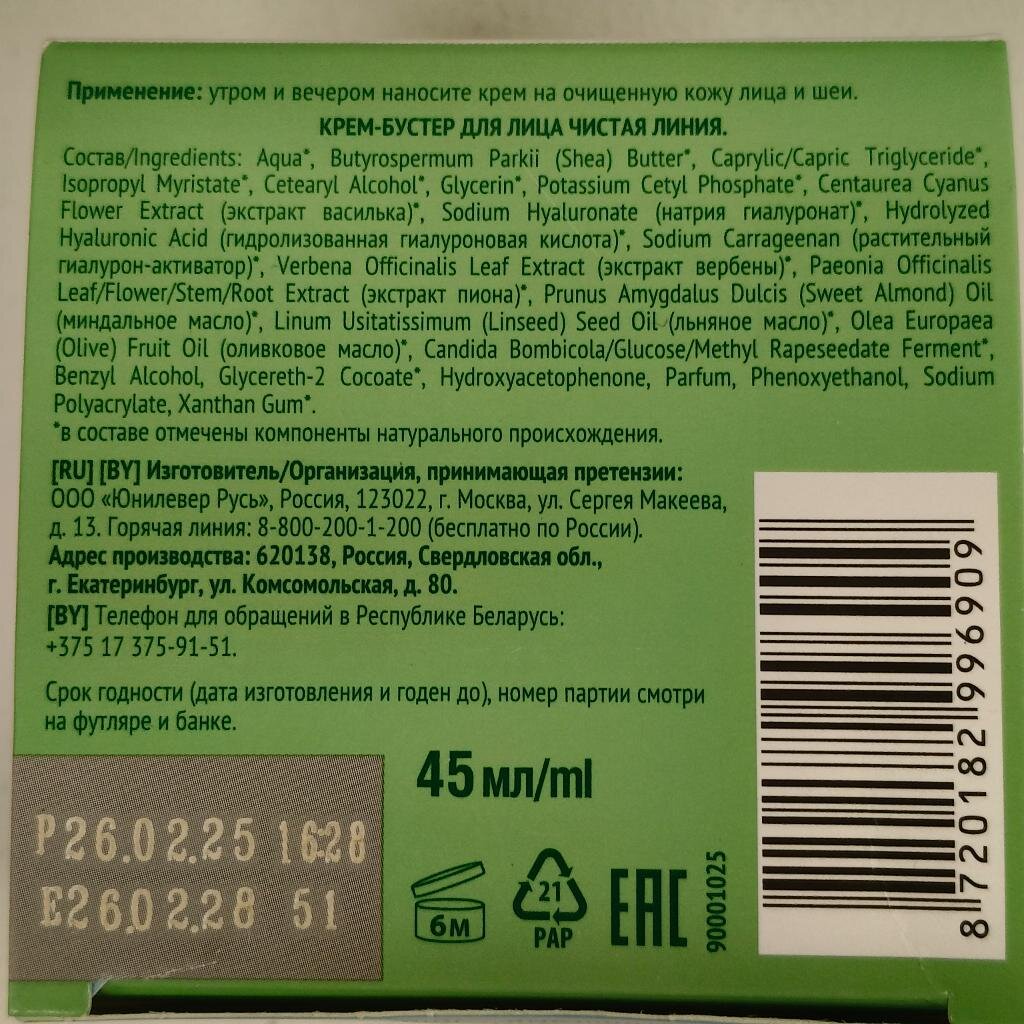 Применение: утром и вечером наносите крем на очищенную кожу лица и шеи.
КРЕМ-БУСТЕР ДЛЯ ЛИЦА ЧИСТАЯ ЛИНИЯ.
Состав/Ingredients: Aqua*, Butyrospermum Parkii (Shea) Butter*, Caprylic/Capric Triglyceride*,
Isopropyl Myristate*, Cetearyl Alcohol*, Glycerin*, Potassium Cetyl Phosphate*, Centaurea Cyanus
Flower Extract (экстракт василька)*, Sodium Hyaluronate (натрия гиалуронат)*, Hydrolyzed
Hyaluronic Acid (гидролизованная гиалуроновая кислота)*, Sodium Carrageenan (растительный
гиалурон-активатор)*, Verbena Officinalis Leaf Extract (экстракт вербены)*, Paeonia Officinalis
Leaf/Flower/Stem/Root Extract (экстракт пиона)*, Prunus Amygdalus Dulcis (Sweet Almond) Oil
(миндальное масло)*, Linum Usitatissimum (Linseed) Seed Oil (льняное масло)*, Olea Europaea
(Olive) Fruit Oil (оливковое масло)*, Candida Bombicola/Glucose/Methyl Rapeseedate Ferment*,
Benzyl Alcohol, Glycereth-2 Cocoate*, Hydroxyacetophenone, Parfum, Phenoxyethanol, Sodium
Polyacrylate, Xanthan Gum*.
*в составе отмечены компоненты натурального происхождения.
[RU] [BY] Изготовитель/Организация, принимающая претензии:
ООО «Юнилевер Русь», Россия, 123022, г. Москва, ул. Сергея Макеева,
д. 13. Горячая линия: 8-800-200-1-200 (бесплатно по России).
Адрес производства: 620138, Россия, Свердловская обл.,
г. Екатеринбург, ул. Комсомольская, д. 80.
[BY] Телефон для обращений в Республике Беларусь:
+375 17 375-91-51.
Срок годности (дата изготовления и годен до), номер партии смотри
на футляре и банке.
45 мл/ml
P26.02.25 16:28
E26.02.28 51
6м
21
PAP
EAC
90001025
8 720182 996909